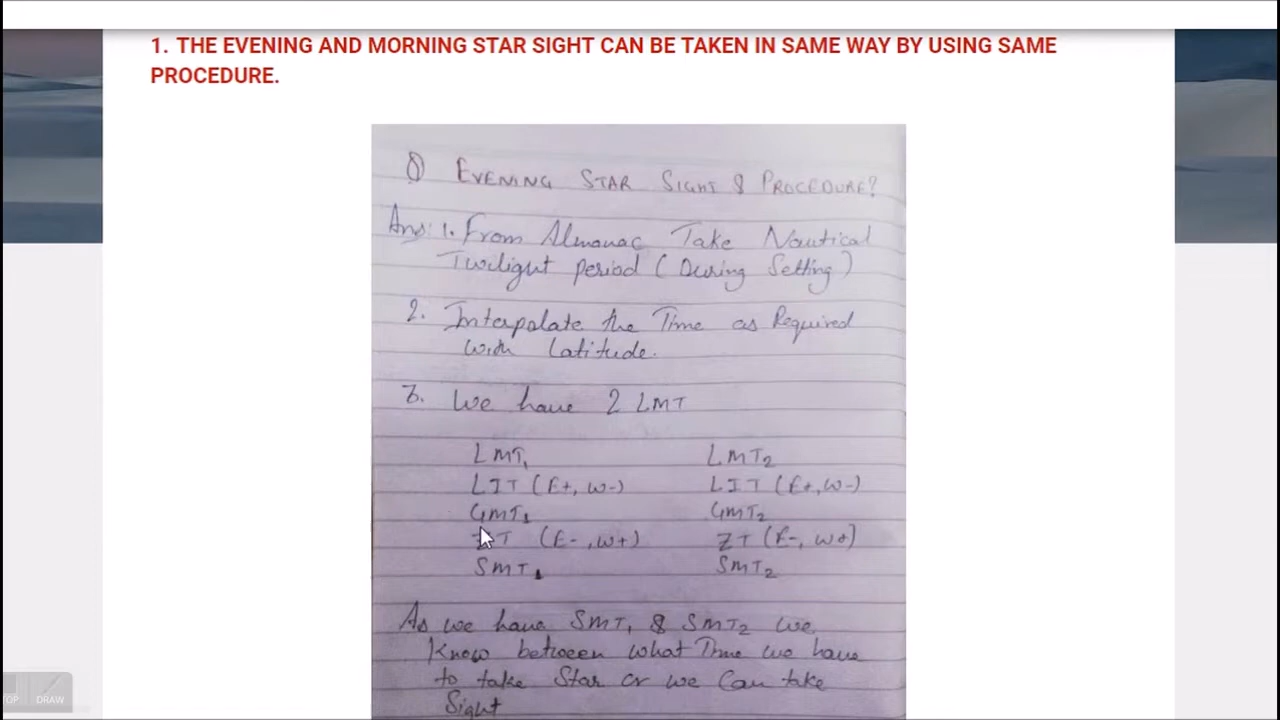 1. THE EVENING AND MORNING STAR SIGHT CAN BE TAKEN IN SAME WAY BY USING SAME
PROCEDURE.
Q EVENING STAR SIGHT & PROCEDURE?
Ans: 1. From Almanac Take Nautical
Twilight period (During Setting)
2. Interpolate the Time as Required
with latitude.
3. We have 2 LMT
LMT1 LMT2
LIT (E+, W-) LIT (E+, W-)
GMT1 GMT2
ZT (E-, W+) ZT (E-, W+)
SMT1 SMT2
As we have SMT1 & SMT2 we
Know between what Time we have
to take Star or we Can take
Sight
TOP DRAW